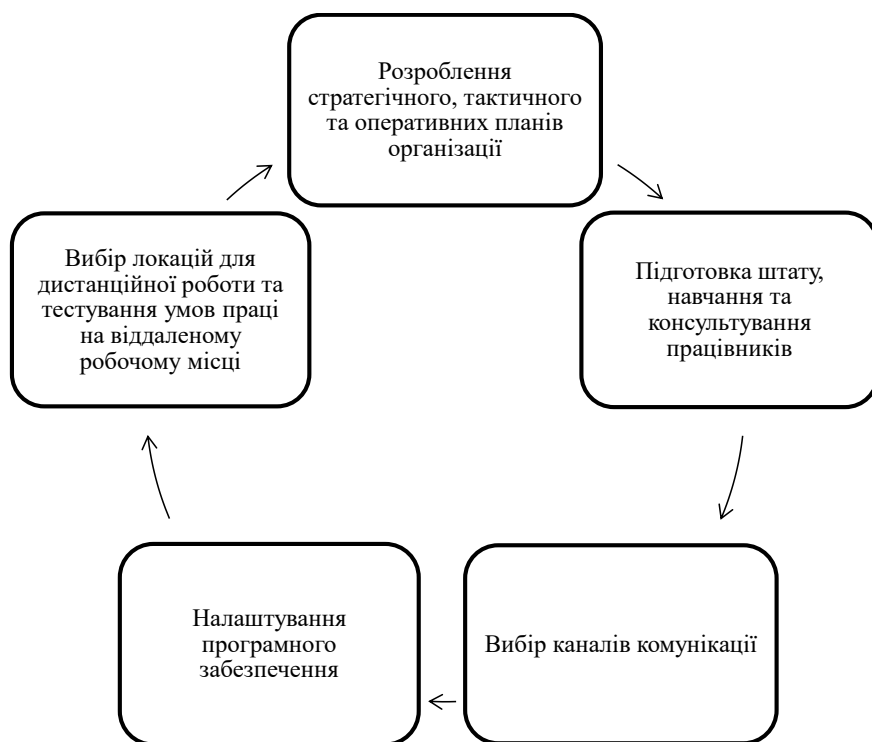 Розроблення
стратегічного, тактичного
та оперативних планів
організації
Підготовка штату,
навчання та
консультування
працівників
Вибір каналів комунікації
Налаштування
програмного
забезпечення
Вибір локацій для
дистанційної роботи та
тестування умов праці
на віддаленому
робочому місці